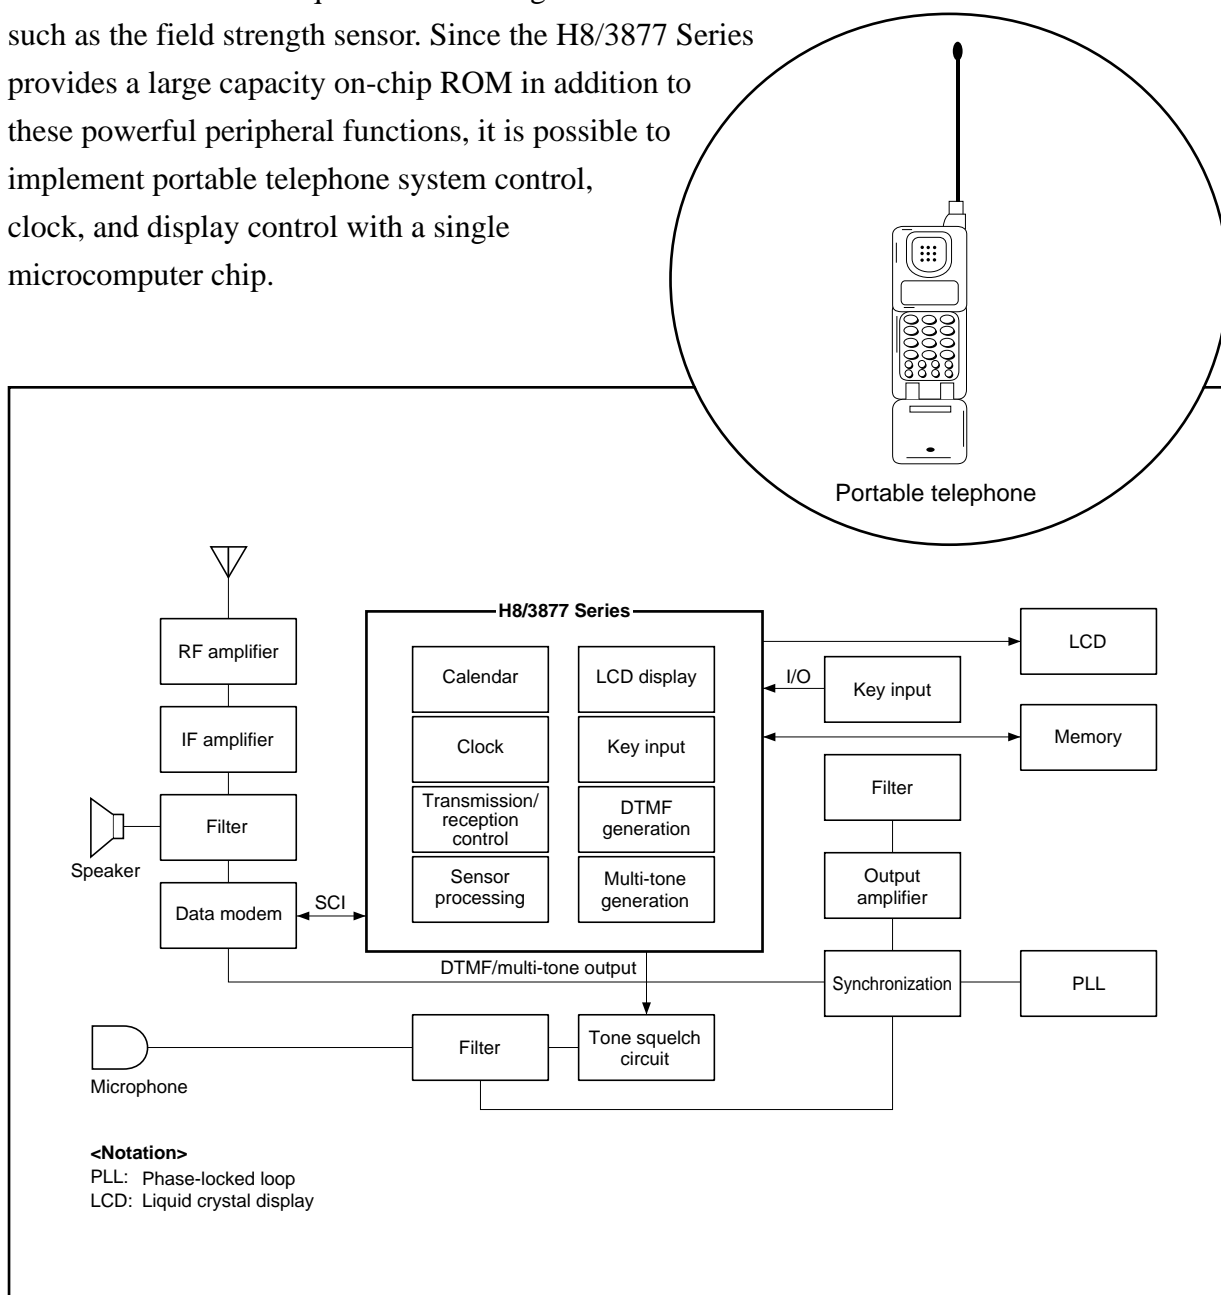 such as the field strength sensor. Since the H8/3877 Series
provides a large capacity on-chip ROM in addition to
these powerful peripheral functions, it is possible to
implement portable telephone system control,
clock, and display control with a single
microcomputer chip.
Portable telephone
H8/3877 Series
RF amplifier
IF amplifier
Filter
Speaker
Data modem
SCI
Calendar
LCD display
Clock
Key input
Transmission/
reception
control
DTMF
generation
Sensor
processing
Multi-tone
generation
I/O
Key input
LCD
Memory
Filter
Output
amplifier
DTMF/multi-tone output
Synchronization
PLL
Filter
Tone squelch
circuit
Microphone
<Notation>
PLL: Phase-locked loop
LCD: Liquid crystal display